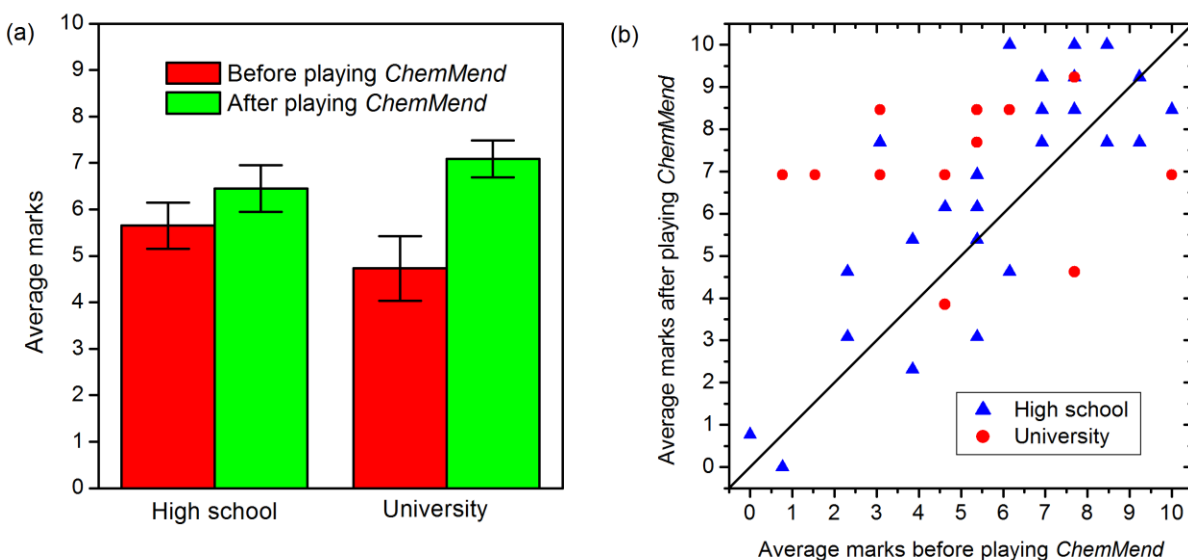 (a)
Average marks
10
9
8
7
6
5
4
3
2
1
0
Before playing ChemMend
After playing ChemMend
High school
University
(b)
Average marks after playing ChemMend
10
9
8
7
6
5
4
3
2
1
0
High school
University
0 1 2 3 4 5 6 7 8 9 10
Average marks before playing ChemMend